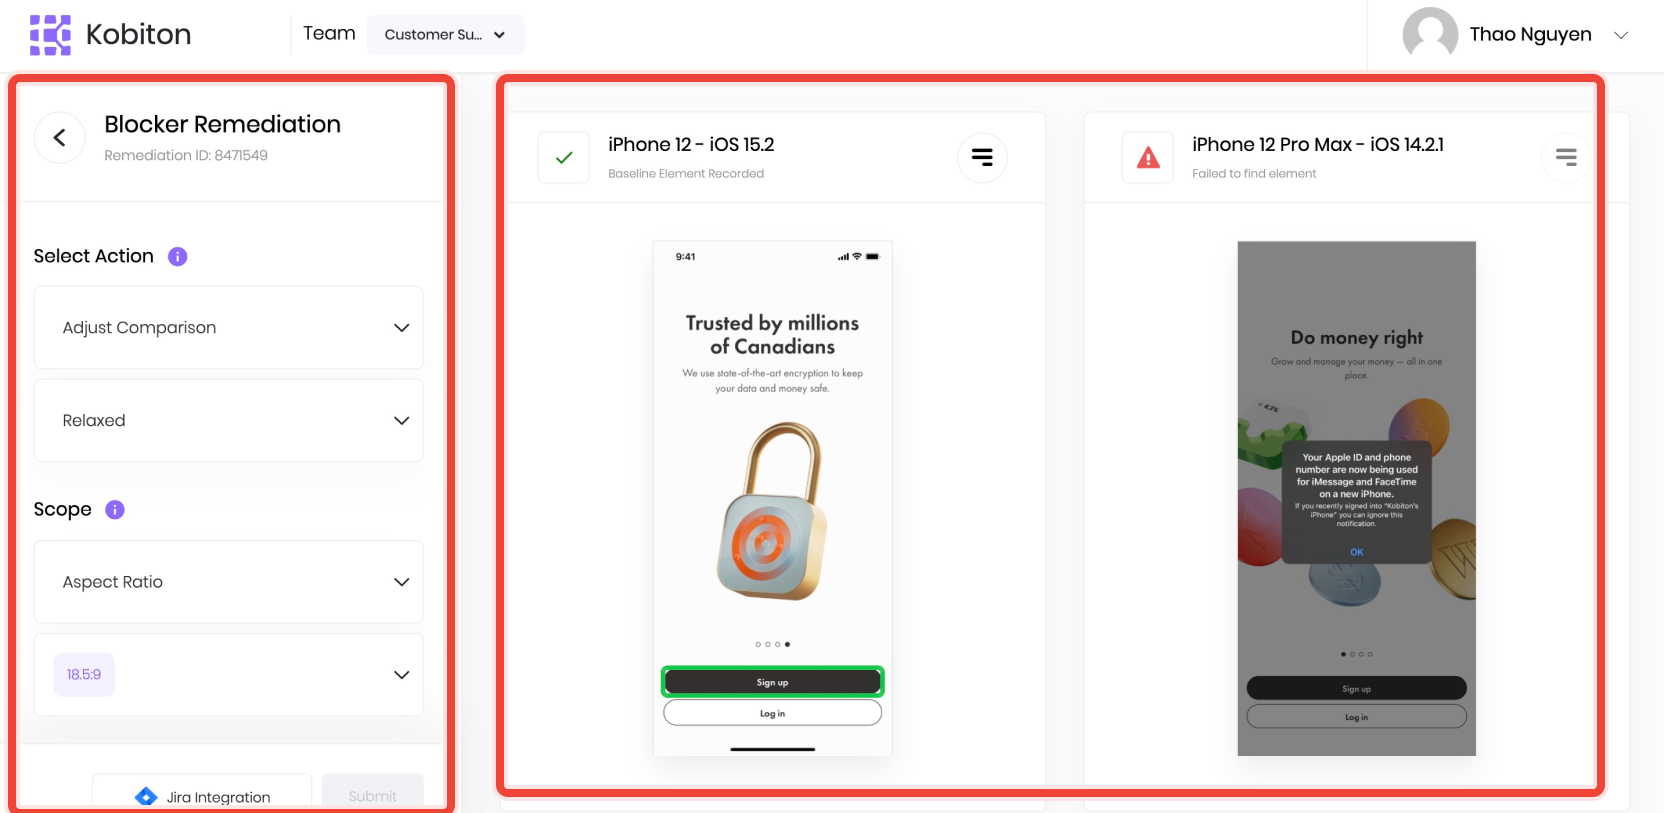 Kobiton
Team
Customer Su...
Thao Nguyen
Blocker Remediation
Remediation ID: 8471549
Select Action
Adjust Comparison
Relaxed
Scope
Aspect Ratio
18.5:9
Jira Integration
Submit
iPhone 12 - iOS 15.2
Baseline Element Recorded
9:41
Trusted by millions
of Canadians
We use state-of-the-art encryption to keep
your data and money safe.
Sign up
Log in
iPhone 12 Pro Max - iOS 14.2.1
Failed to find element
Do money right
Grow and manage your money — all in one
place.
Your Apple ID and phone
number are now being used
for iMessage and FaceTime
on a new iPhone.
If you recently signed into "Kobiton's
iPhone" you can ignore this
notification.
OK
Sign up
Log in